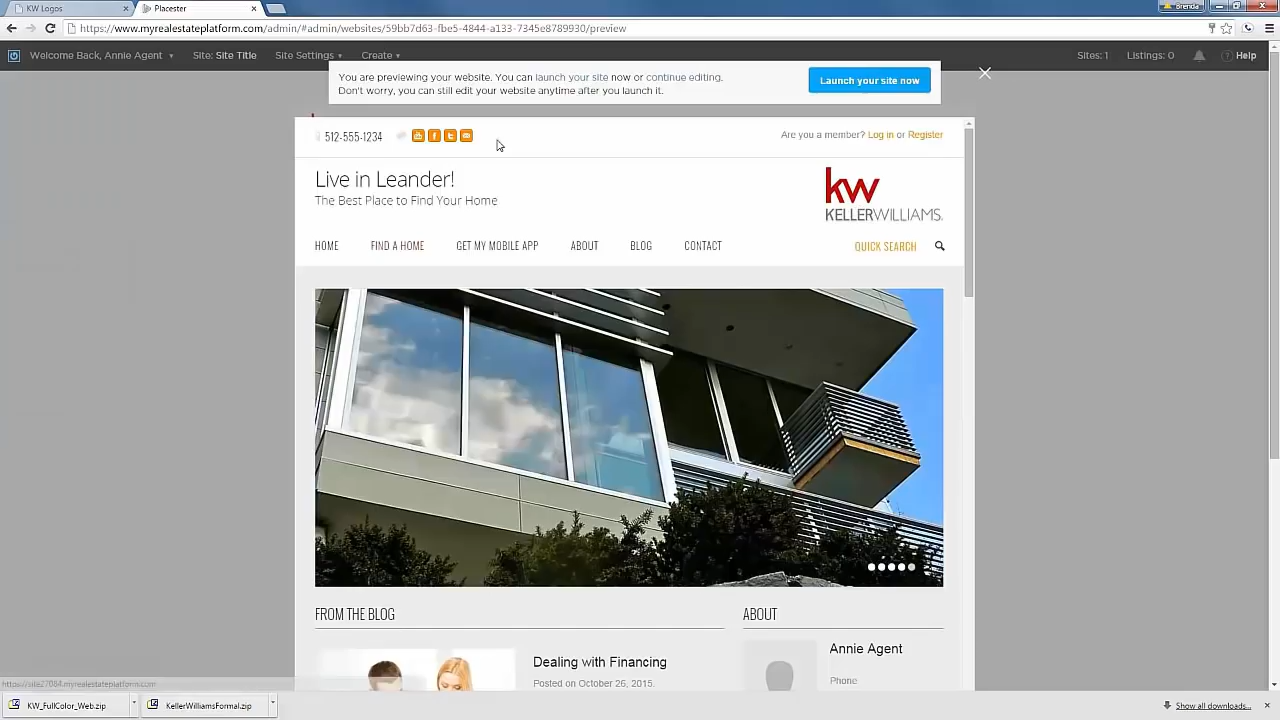 KW Logos
Placester
Brenda
https://www.myrealestateplatform.com/admin/#admin/websites/59bb7d63-fbe5-4844-a133-7345e8789930/preview
Welcome Back, Annie Agent
Site: Site Title
Site Settings
Create
Sites: 1
Listings: 0
Help
You are previewing your website. You can launch your site now or continue editing.
Don't worry, you can still edit your website anytime after you launch it.
Launch your site now
512-555-1234
Are you a member? Log in or Register
Live in Leander!
The Best Place to Find Your Home
kw
KELLERWILLIAMS.
HOME
FIND A HOME
GET MY MOBILE APP
ABOUT
BLOG
CONTACT
QUICK SEARCH
FROM THE BLOG
ABOUT
Dealing with Financing
Posted on October 26, 2015.
Annie Agent
Phone
https://site27084.myrealestateplatform.com
KW_FullColor_Web.zip
KellerWilliamsFormal.zip
Show all downloads...